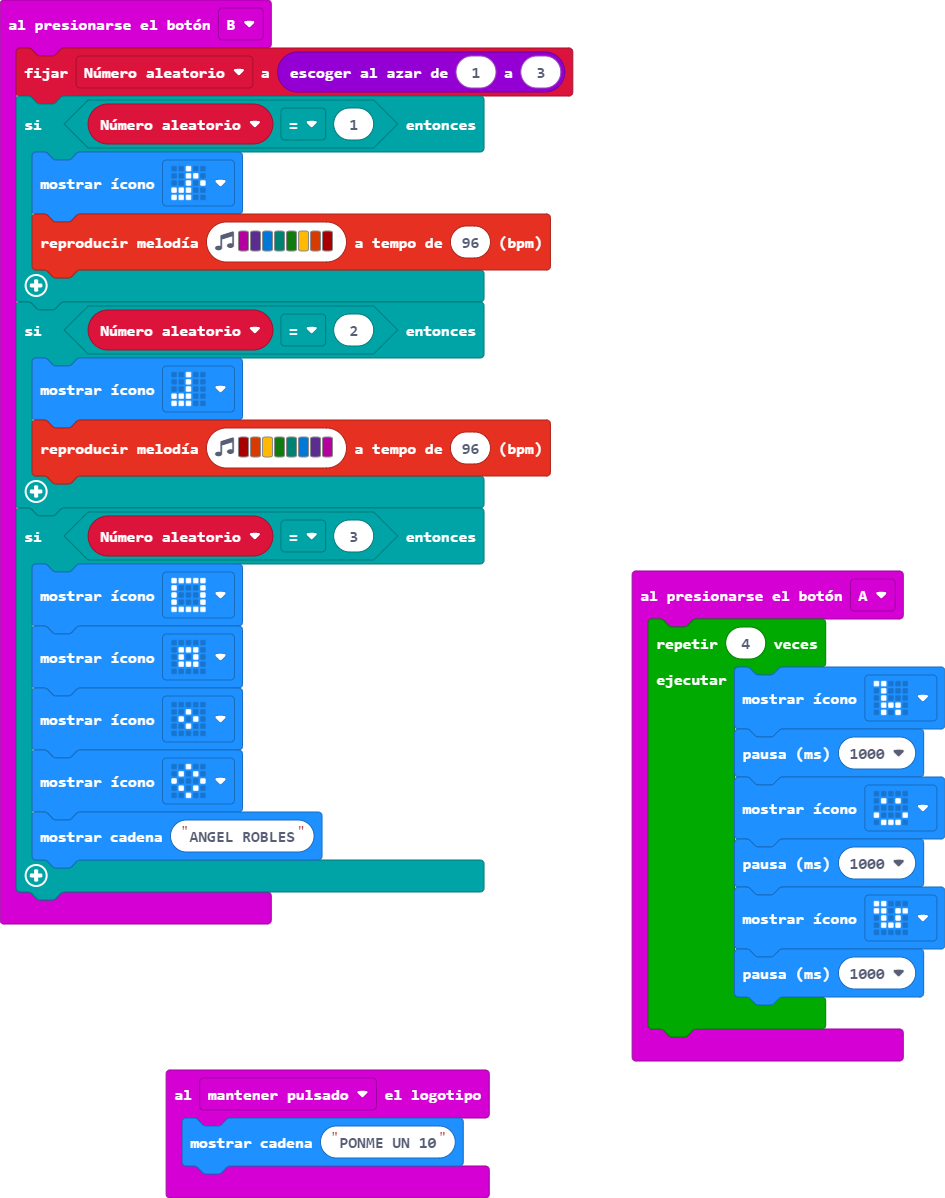 al presionarse el botón B
fijar Número aleatorio a escoger al azar de 1 a 3
si Número aleatorio = 1 entonces
mostrar ícono
reproducir melodía a tempo de 96 (bpm)
si Número aleatorio = 2 entonces
mostrar ícono
reproducir melodía a tempo de 96 (bpm)
si Número aleatorio = 3 entonces
mostrar ícono
mostrar ícono
mostrar ícono
mostrar ícono
mostrar cadena "ANGEL ROBLES"
al presionarse el botón A
repetir 4 veces
ejecutar
mostrar ícono
pausa (ms) 1000
mostrar ícono
pausa (ms) 1000
mostrar ícono
pausa (ms) 1000
al mantener pulsado el logotipo
mostrar cadena "PONME UN 10"